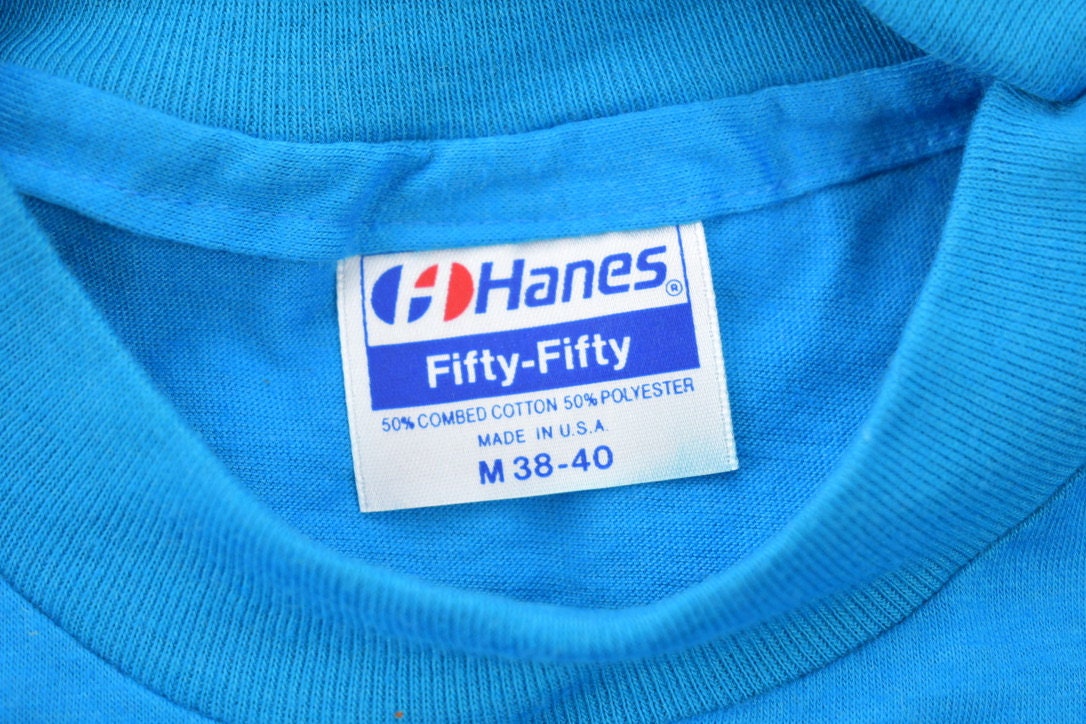 Hanes®
Fifty-Fifty
50% COMBED COTTON 50% POLYESTER
MADE IN U.S.A.
M 38-40